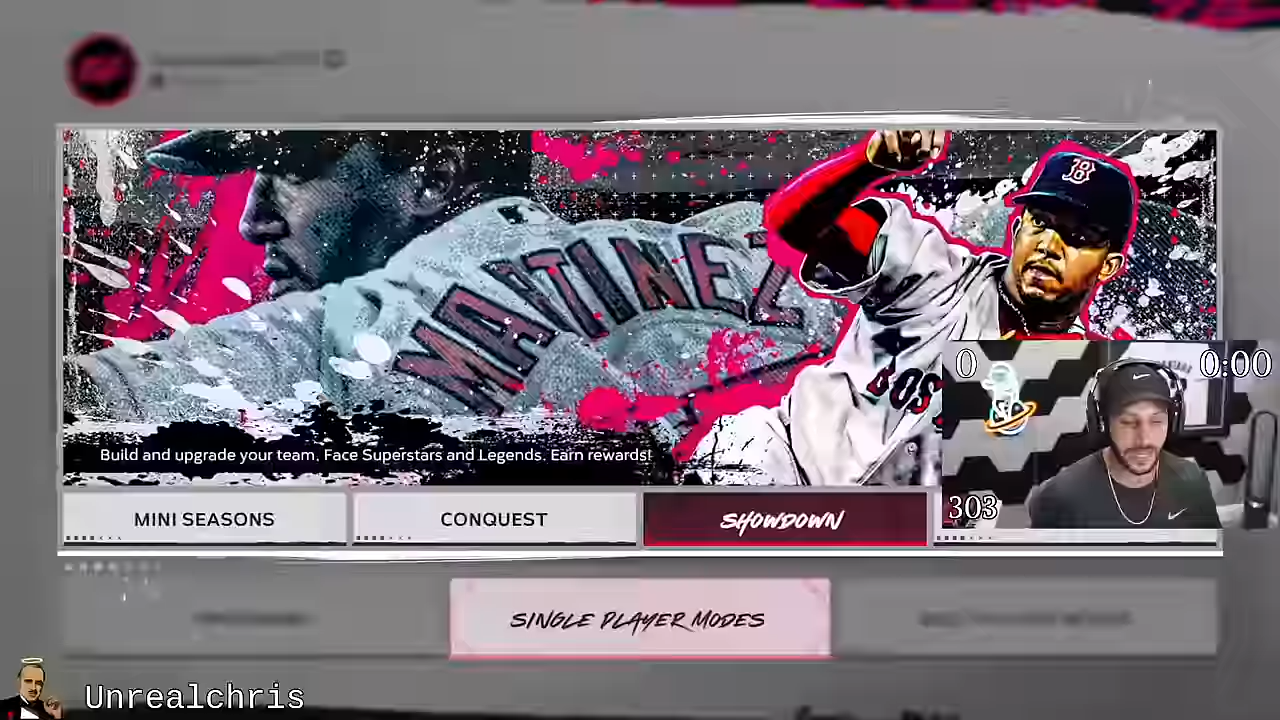 MARTINEZ
B
BOS
Build and upgrade your team. Face Superstars and Legends. Earn rewards!
0
0:00
303
MINI SEASONS
CONQUEST
SHOWDOWN
SINGLE PLAYER MODES
Unrealchris